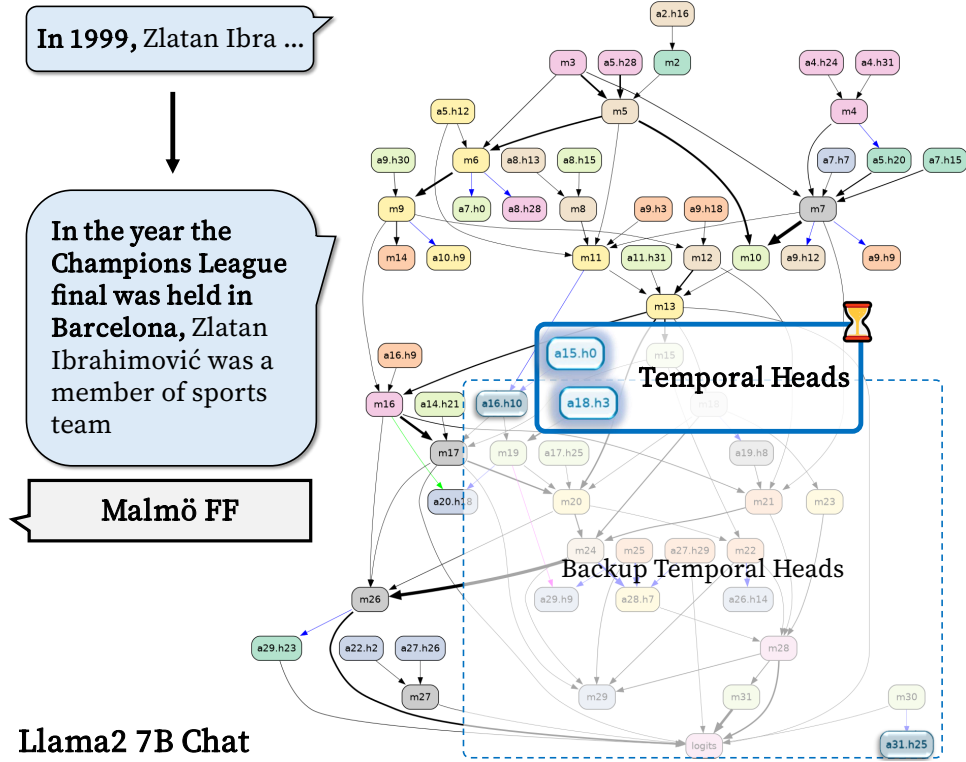 In 1999, Zlatan Ibra ...
In the year the
Champions League
final was held in
Barcelona, Zlatan
Ibrahimović was a
member of sports
team
Malmö FF
Llama2 7B Chat
a2.h16
m3
a5.h28
m2
a4.h24
a4.h31
a5.h12
m5
m4
a9.h30
m6
a8.h13
a8.h15
a7.h7
a5.h20
a7.h15
m9
a7.h0
a8.h28
m8
a9.h3
a9.h18
m7
m14
a10.h9
m11
a11.h31
m12
m10
a9.h12
a9.h9
m13
a15.h0
m15
Temporal Heads
a16.h9
m16
a14.h21
a16.h10
a18.h3
m18
m17
m19
a17.h25
a19.h8
a20.h18
m20
m21
m23
m24
m25
a27.h29
m22
Backup Temporal Heads
m26
a29.h9
a28.h7
a26.h14
a29.h23
a22.h2
a27.h26
m28
m27
m29
m31
m30
logits
a31.h25